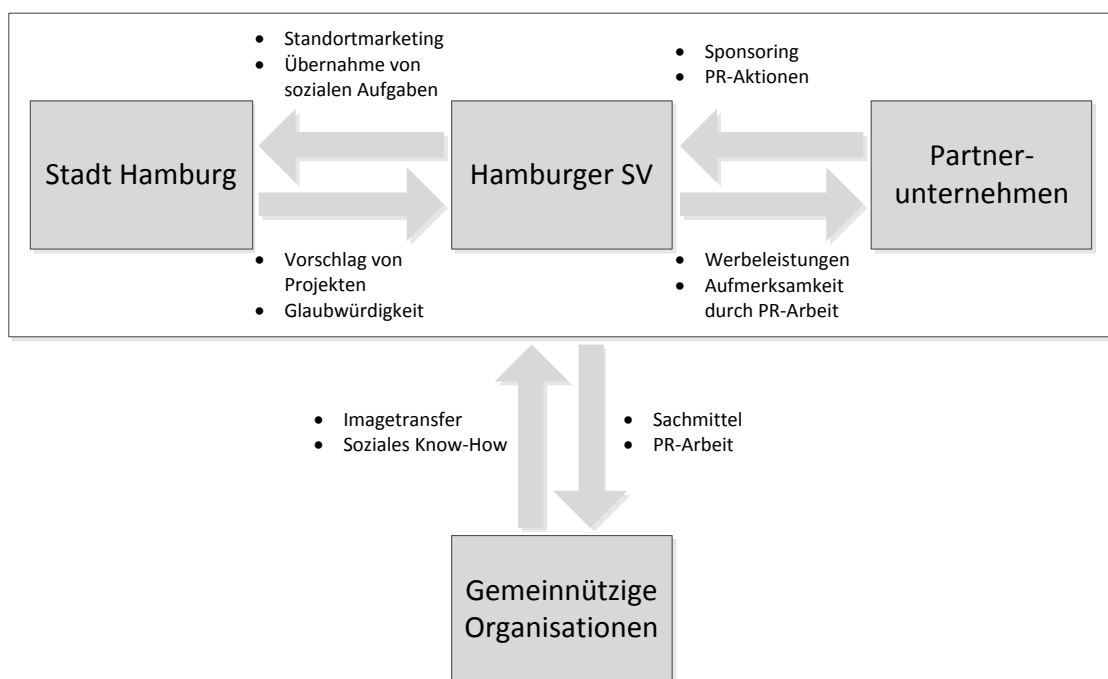 • Standortmarketing
• Übernahme von
sozialen Aufgaben
• Sponsoring
• PR-Aktionen
Stadt Hamburg
Hamburger SV
Partner-
unternehmen
• Vorschlag von
Projekten
• Glaubwürdigkeit
• Werbeleistungen
• Aufmerksamkeit
durch PR-Arbeit
• Imagetransfer
• Soziales Know-How
• Sachmittel
• PR-Arbeit
Gemeinnützige
Organisationen